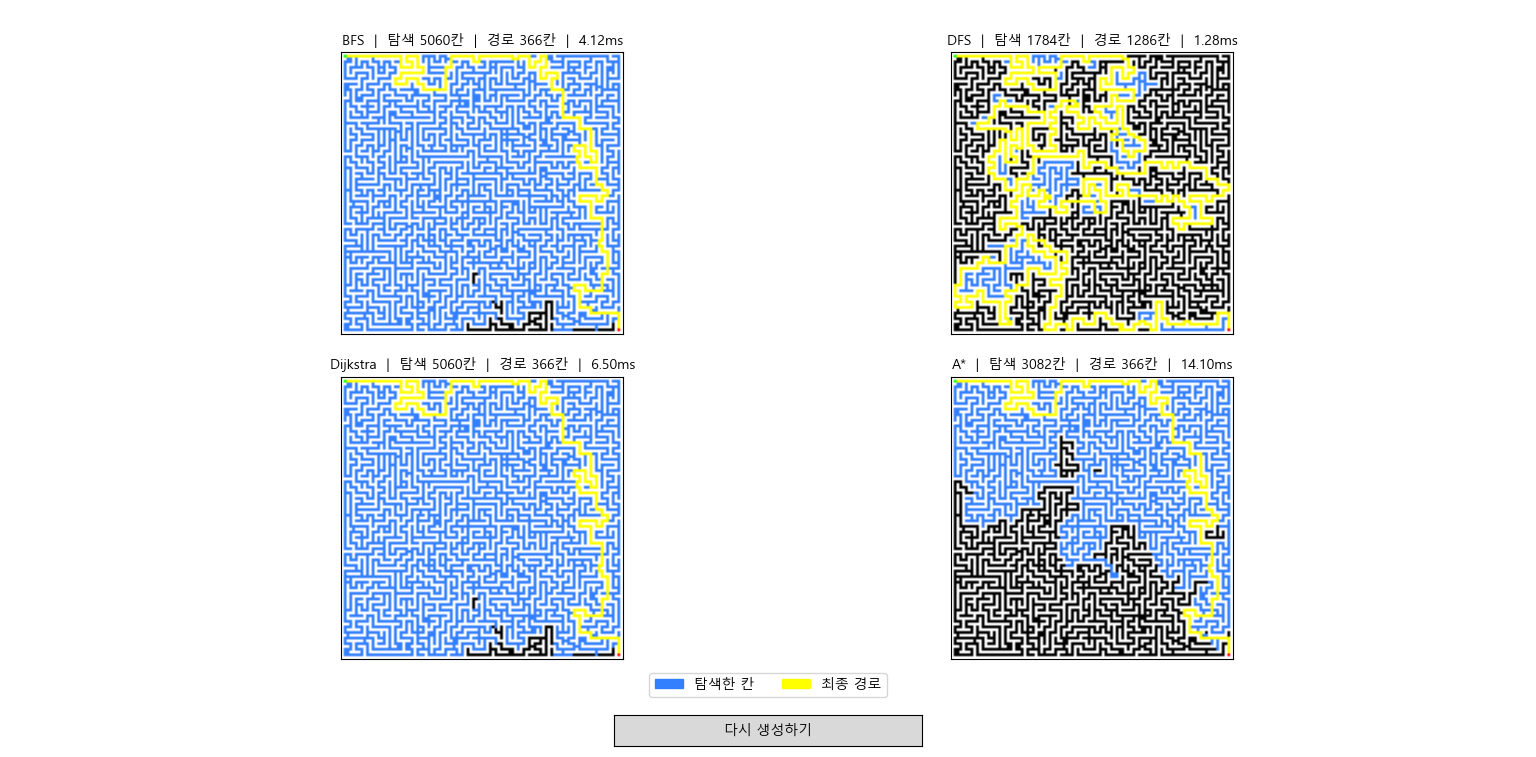 BFS | 탐색 5060칸 | 경로 366칸 | 4.12ms
DFS | 탐색 1784칸 | 경로 1286칸 | 1.28ms
Dijkstra | 탐색 5060칸 | 경로 366칸 | 6.50ms
A* | 탐색 3082칸 | 경로 366칸 | 14.10ms
탐색한 칸 최종 경로
다시 생성하기